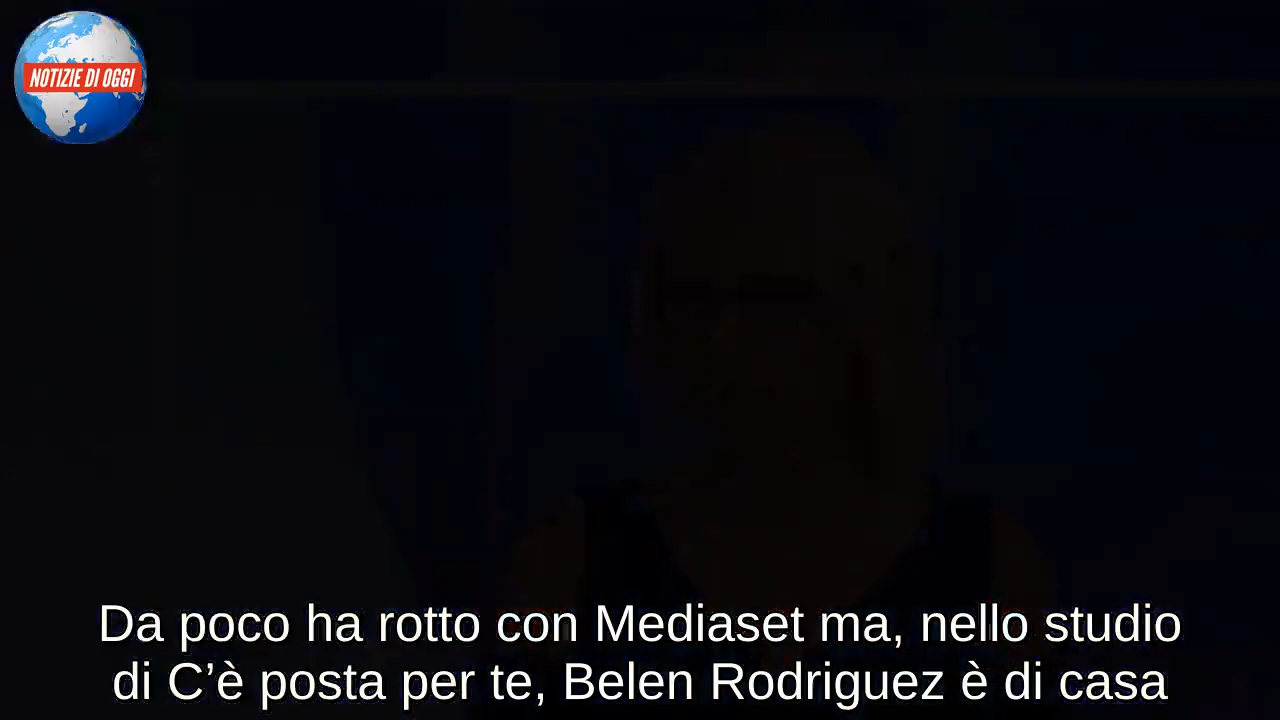 NOTIZIE DI OGGI
Da poco ha rotto con Mediaset ma, nello studio
di C’è posta per te, Belen Rodriguez è di casa